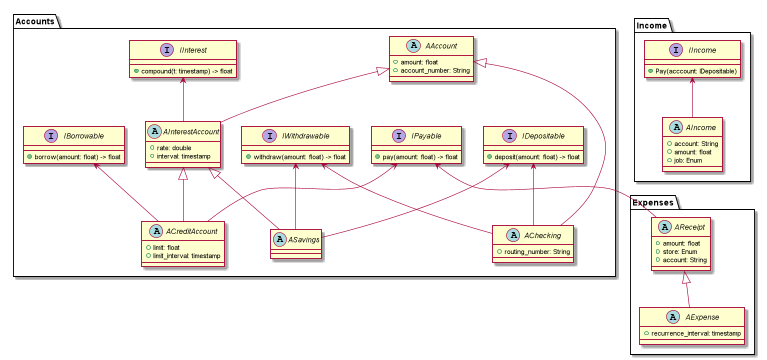 Accounts
Income
I IInterest
compound(t: timestamp) -> float
A AAccount
amount: float
account_number: String
I IIncome
Pay(acccount: IDepositable)
I IBorrowable
borrow(amount: float) -> float
A AInterestAccount
rate: double
interval: timestamp
I IWithdrawable
withdraw(amount: float) -> float
I IPayable
pay(amount: float) -> float
I IDepositable
deposit(amount: float) -> float
A AIncome
account: String
amount: float
job: Enum
Expenses
A ACreditAccount
limit: float
limit_interval: timestamp
A ASavings
A AChecking
routing_number: String
A AReceipt
amount: float
store: Enum
account: String
A AExpense
recurrence_interval: timestamp